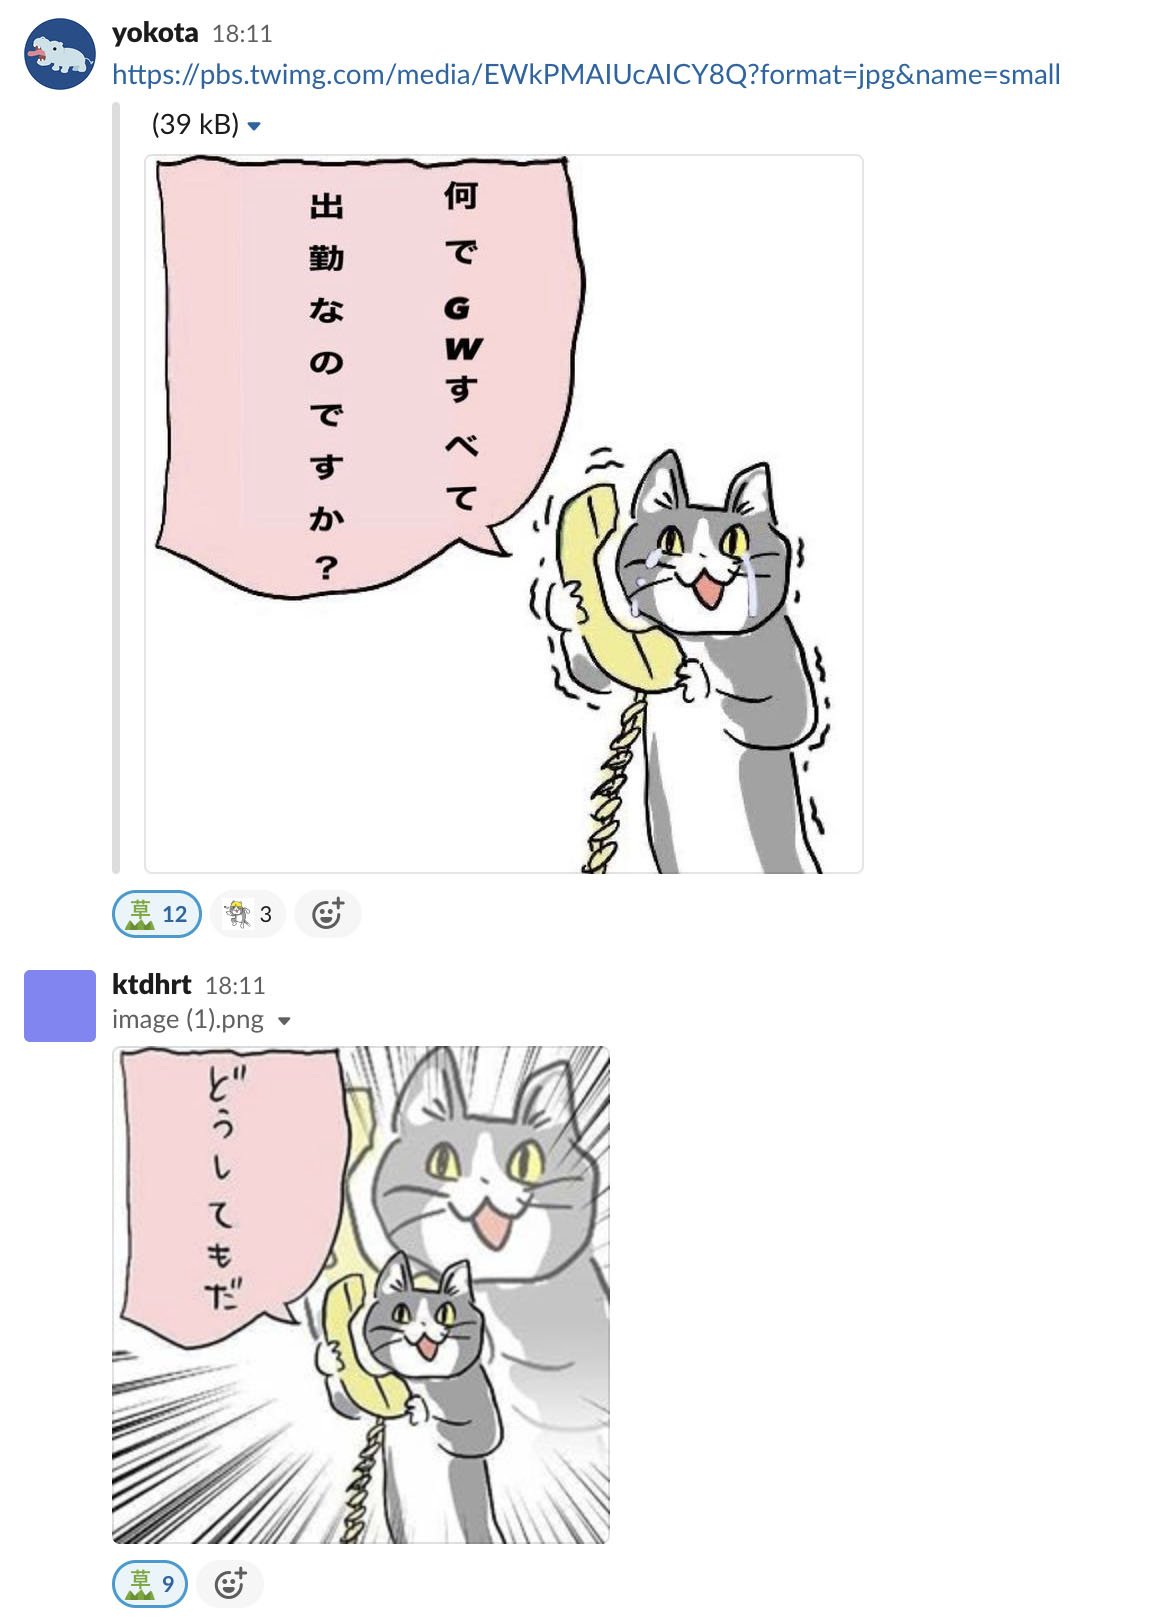 yokota 18:11
https://pbs.twimg.com/media/EWkPMAIUcAICY8Q?format=jpg&name=small
(39 kB)
何でGWすべて
出勤なのですか？
草 12
3
ktdhrt 18:11
image (1).png
どうしてもだ
草 9